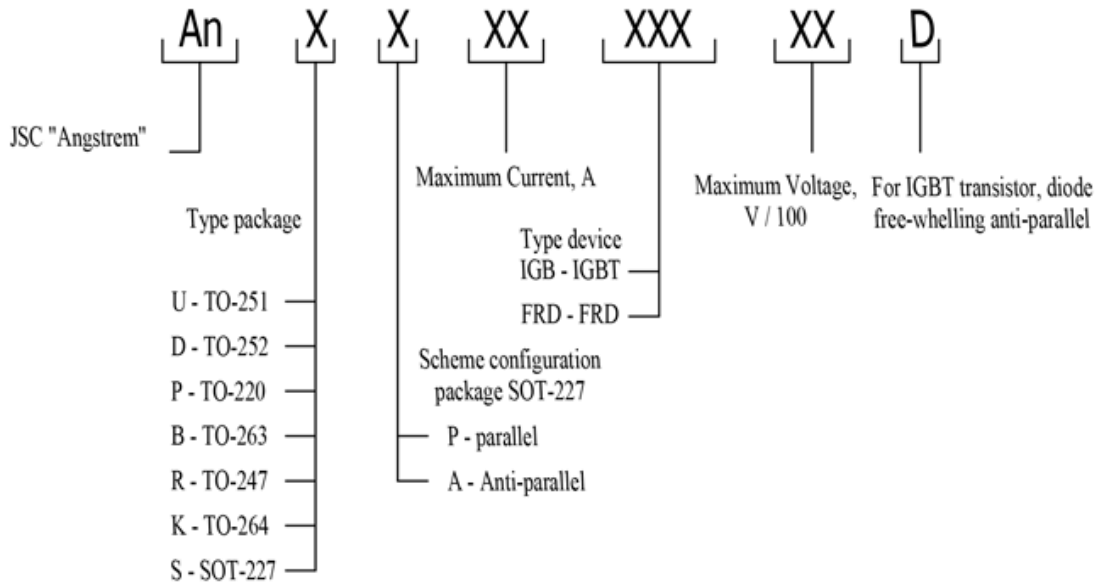 An X X XX XXX XX D
JSC "Angstrem"
Type package
U - TO-251
D - TO-252
P - TO-220
B - TO-263
R - TO-247
K - TO-264
S - SOT-227
Maximum Current, A
Type device
IGB - IGBT
FRD - FRD
Scheme configuration
package SOT-227
P - parallel
A - Anti-parallel
Maximum Voltage,
V / 100
For IGBT transistor, diode
free-whelling anti-parallel